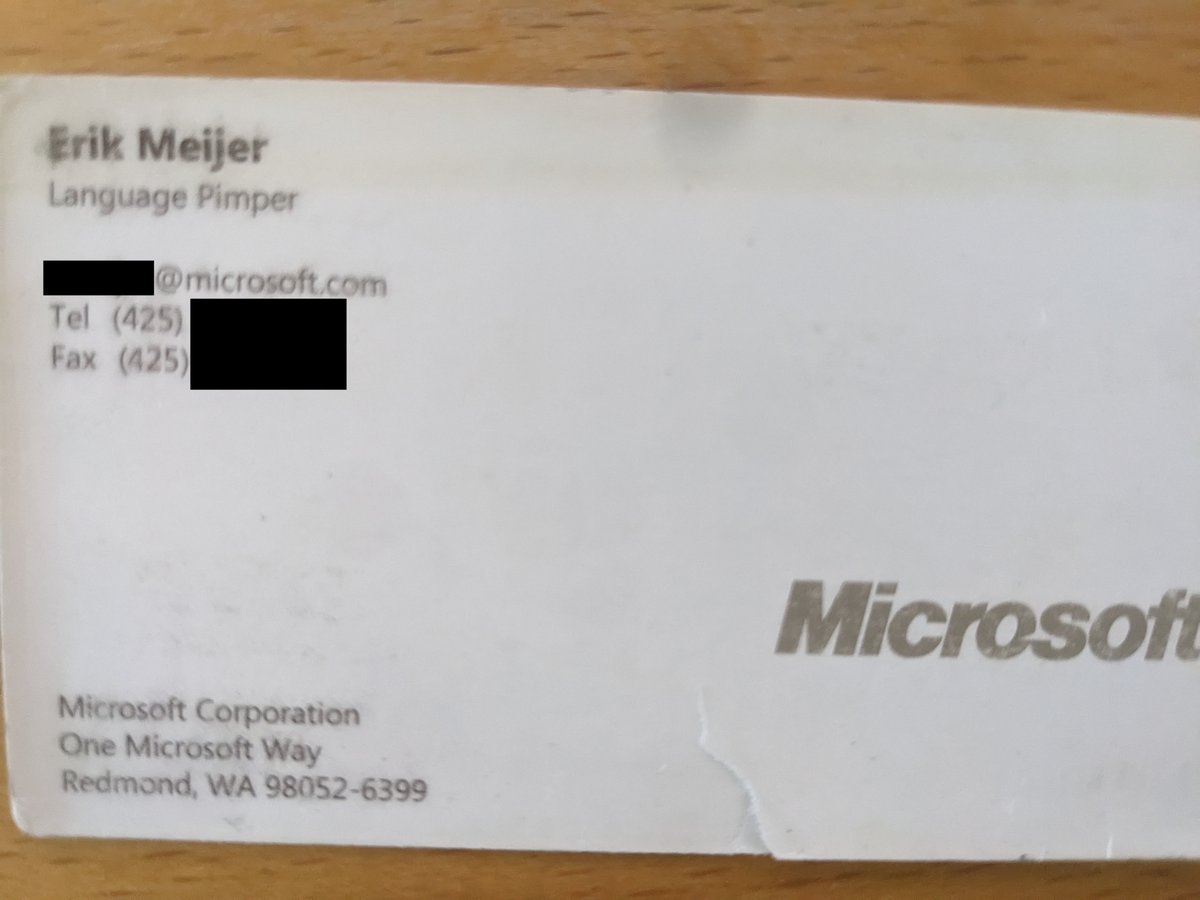 Erik Meijer
Language Pimper
@microsoft.com
Tel (425)
Fax (425)
Microsoft
Microsoft Corporation
One Microsoft Way
Redmond, WA 98052-6399